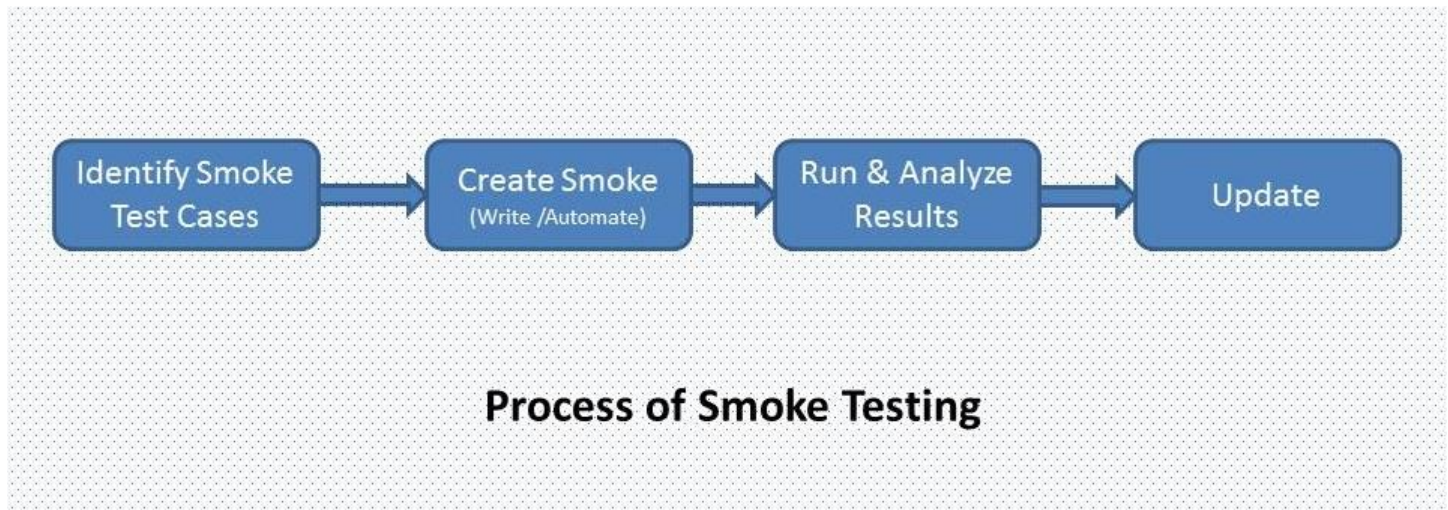 Identify Smoke
Test Cases
Create Smoke
(Write /Automate)
Run & Analyze
Results
Update
Process of Smoke Testing